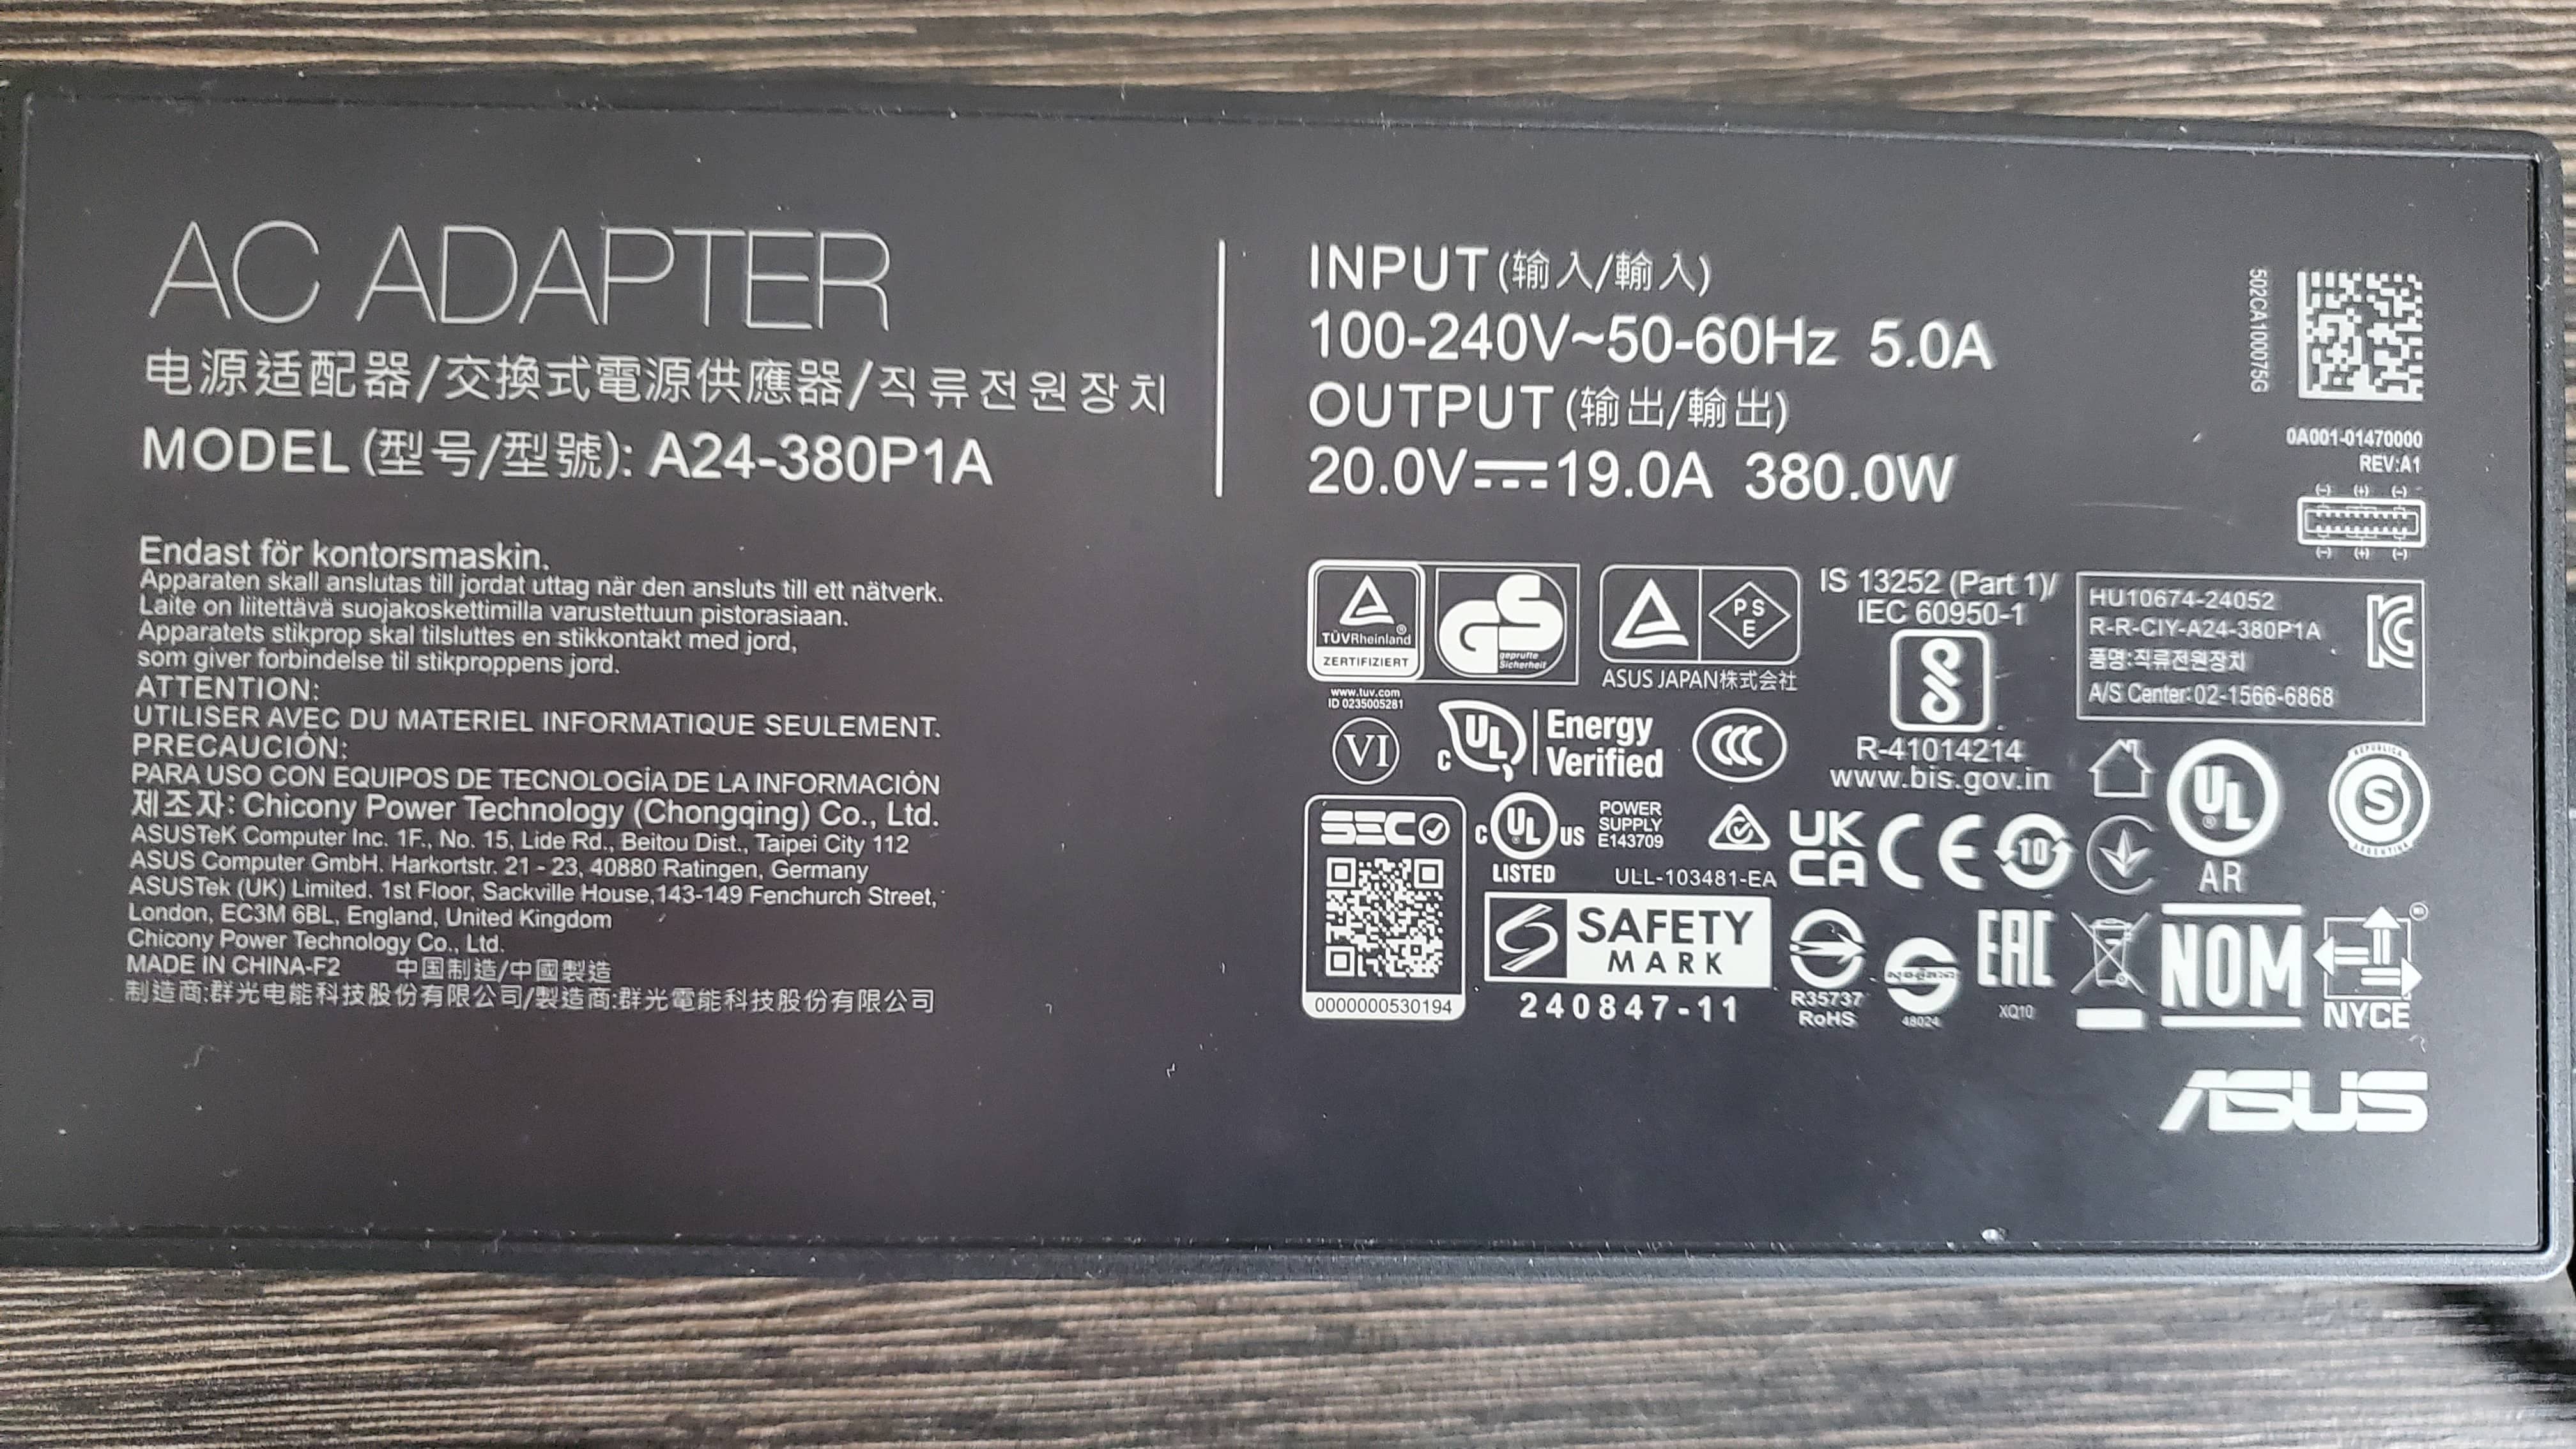 AC ADAPTER
电源适配器/交換式電源供應器/직류전원장치
MODEL (型号/型號): A24-380P1A
Endast för kontorsmaskin.
Apparaten skall anslutas till jordat uttag när den ansluts till ett nätverk.
Laite on liitettävä suojakoskettimilla varustettuun pistorasiaan.
Apparatets stikprop skal tilsluttes en stikkontakt med jord,
som giver forbindelse til stikproppens jord.
ATTENTION:
UTILISER AVEC DU MATERIEL INFORMATIQUE SEULEMENT.
PRECAUCIÓN:
PARA USO CON EQUIPOS DE TECNOLOGÍA DE LA INFORMACIÓN
제조자: Chicony Power Technology (Chongqing) Co., Ltd.
ASUSTeK Computer Inc. 1F., No. 15, Lide Rd., Beitou Dist., Taipei City 112
ASUS Computer GmbH. Harkortstr. 21 - 23, 40880 Ratingen, Germany
ASUSTek (UK) Limited. 1st Floor, Sackville House,143-149 Fenchurch Street,
London, EC3M 6BL, England, United Kingdom
Chicony Power Technology Co., Ltd.
MADE IN CHINA-F2 中国制造/中國製造
制造商:群光电能科技股份有限公司/製造商:群光電能科技股份有限公司
INPUT (输入/輸入)
100-240V~50-60Hz 5.0A
OUTPUT (输出/輸出)
20.0V⎓19.0A 380.0W
502CA100075G
0A001-01470000
REV:A1
(-) (+) (-)
(-) (+) (-)
TÜVRheinland®
ZERTIFIZIERT
www.tuv.com
ID 0235005281
GS
geprüfte
Sicherheit
PS
E
ASUS JAPAN株式会社
IS 13252 (Part 1)/
IEC 60950-1
R-41014214
www.bis.gov.in
HU10674-24052
R-R-CIY-A24-380P1A
품명:직류전원장치
A/S Center: 02-1566-6868
KC
VI
C UL
Energy
Verified
CCC
UL
AR
REPUBLICA
S
ARGENTINA
SEC
0000000530194
C UL US
LISTED
POWER
SUPPLY
E143709
ULL-103481-EA
UK
CA
CE
10
SAFETY
MARK
240847-11
R35737
RoHS
48024
EAC
XQ10
NOM
NYCE
ASUS